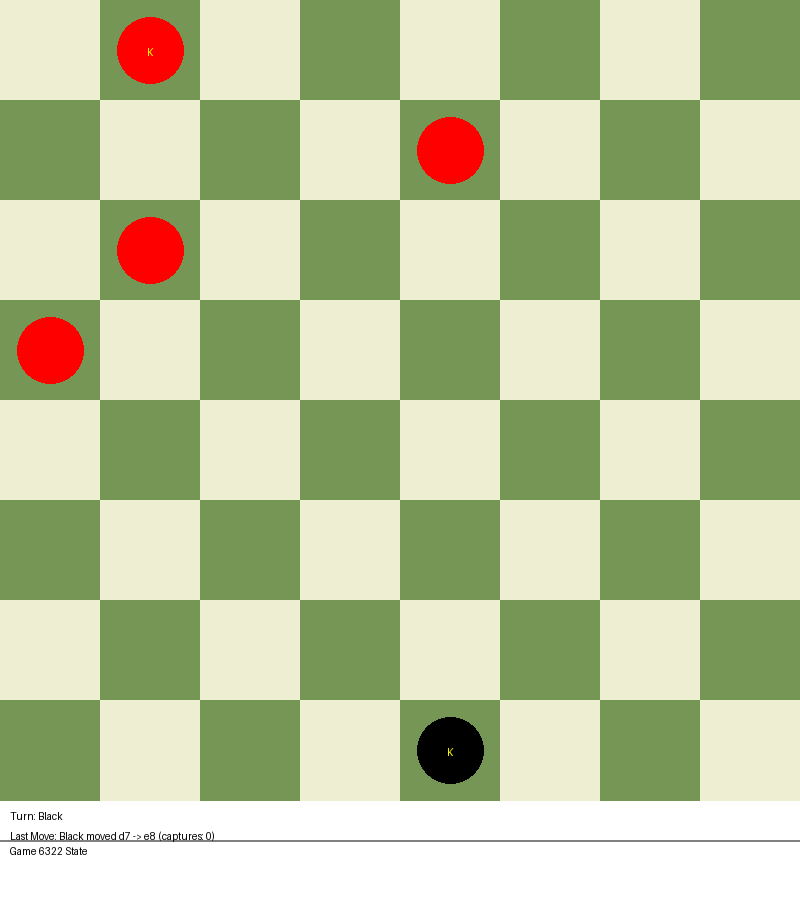 K
K
Turn: Black
Last Move: Black moved d7 -> e8 (captures: 0)
Game 6322 State